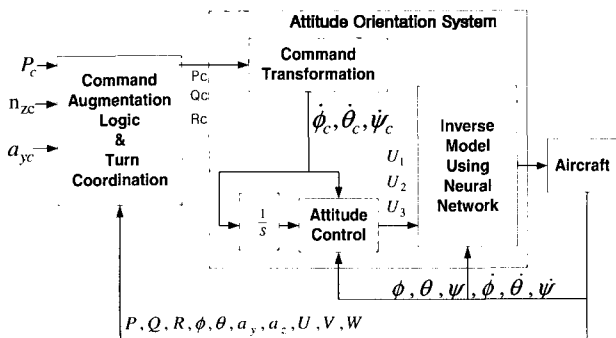 Attitude Orientation System
P_c
n_zc
a_yc
Command
Augmentation
Logic
&
Turn
Coordination
Pc
Qc
Rc
Command
Transformation
ϕ̇_c, θ̇_c, ψ̇_c
1/s
Attitude
Control
U_1
U_2
U_3
Inverse
Model
Using
Neural
Network
Aircraft
ϕ, θ, ψ, ϕ̇, θ̇, ψ̇
P, Q, R, ϕ, θ, a_y, a_z, U, V, W